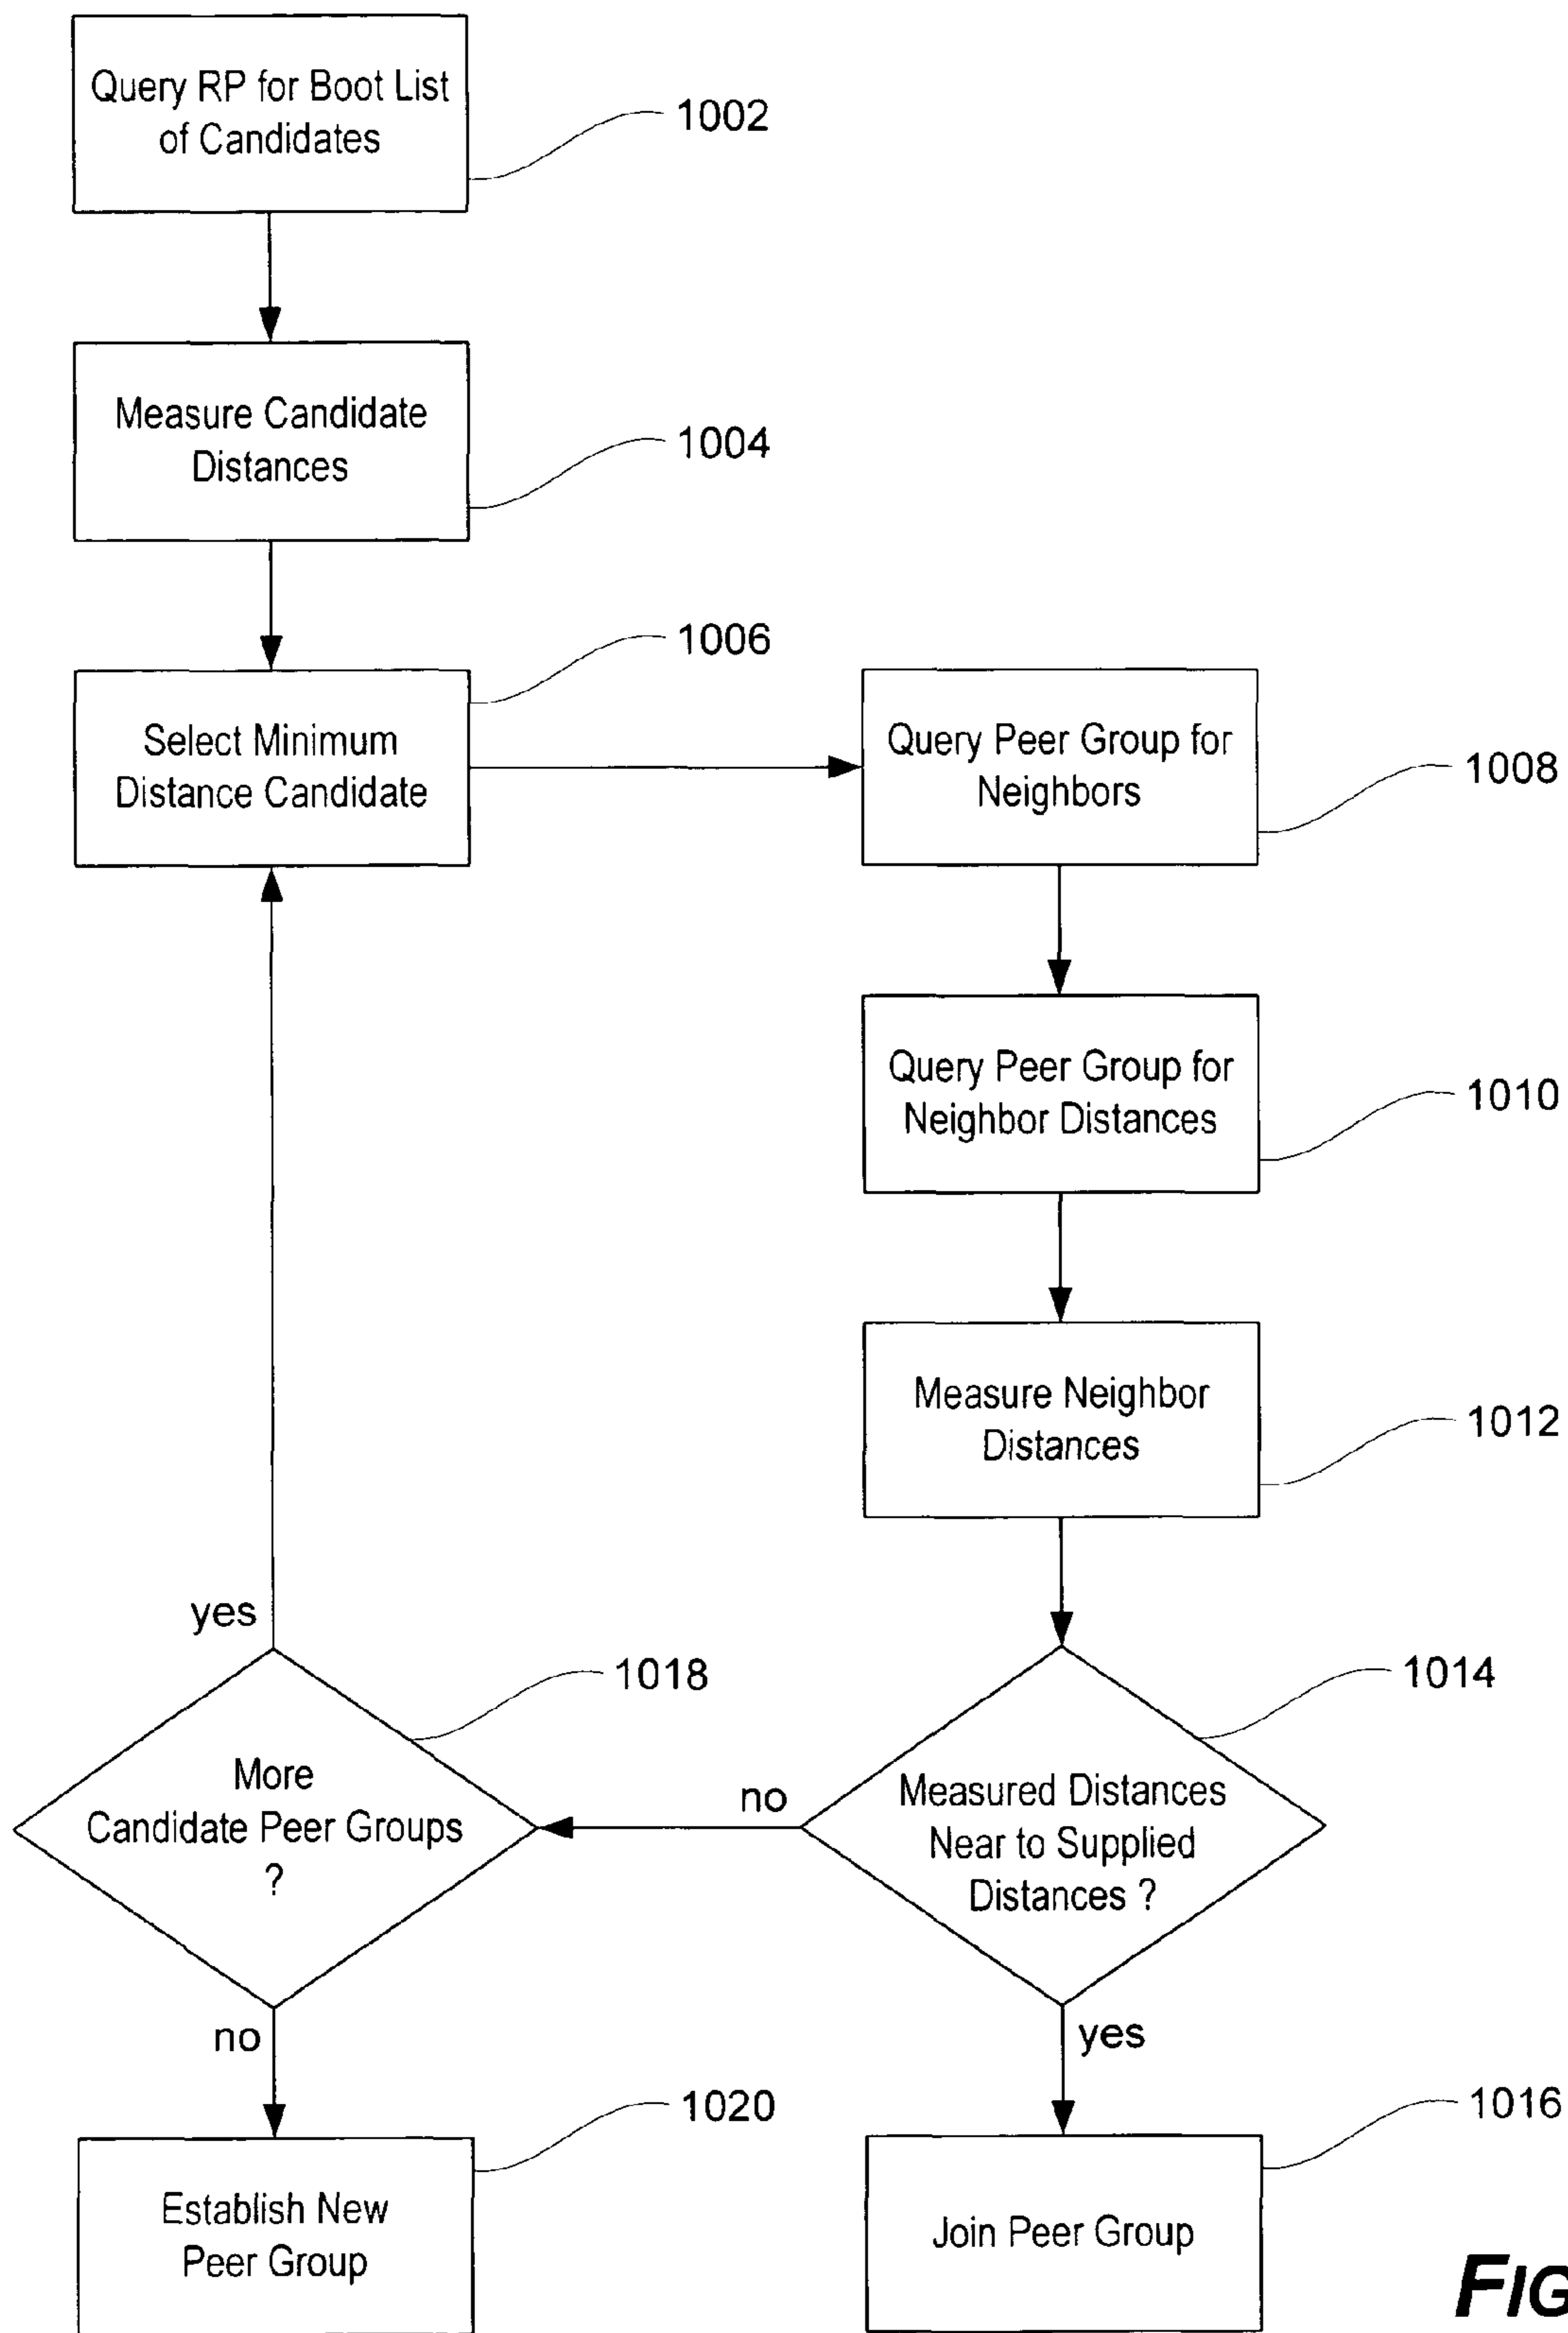 Query RP for Boot List
of Candidates
1002
Measure Candidate
Distances
1004
1006
Select Minimum
Distance Candidate
Query Peer Group for
Neighbors
1008
Query Peer Group for
Neighbor Distances
1010
Measure Neighbor
Distances
1012
yes
1018
1014
More
Candidate Peer Groups
?
no
Measured Distances
Near to Supplied
Distances ?
no
yes
1020
1016
Establish New
Peer Group
Join Peer Group
FIG